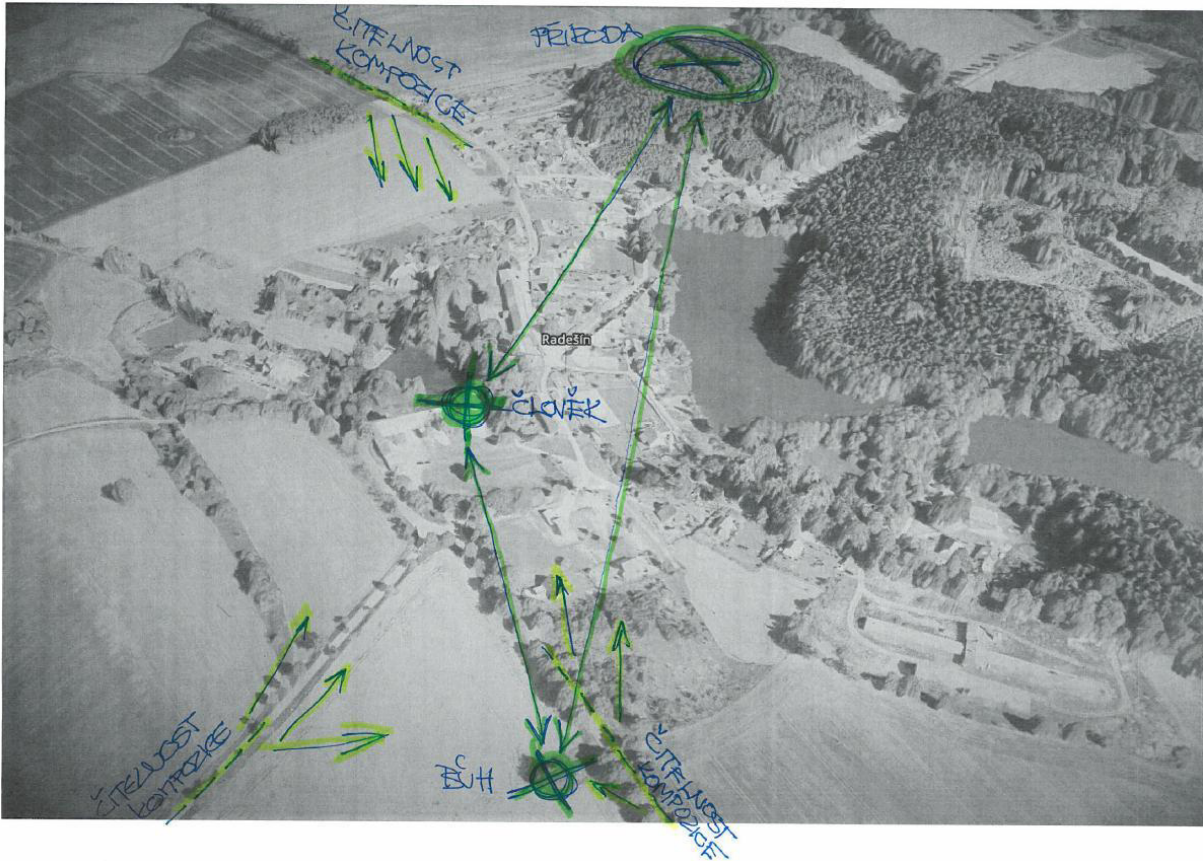 ČITELNOST
KOMPOZICE
PŘÍRODA
Radešín
ČLOVĚK
ČITELNOST
KOMPOZICE
BŮH
ČITELNOST
KOMPOZICE